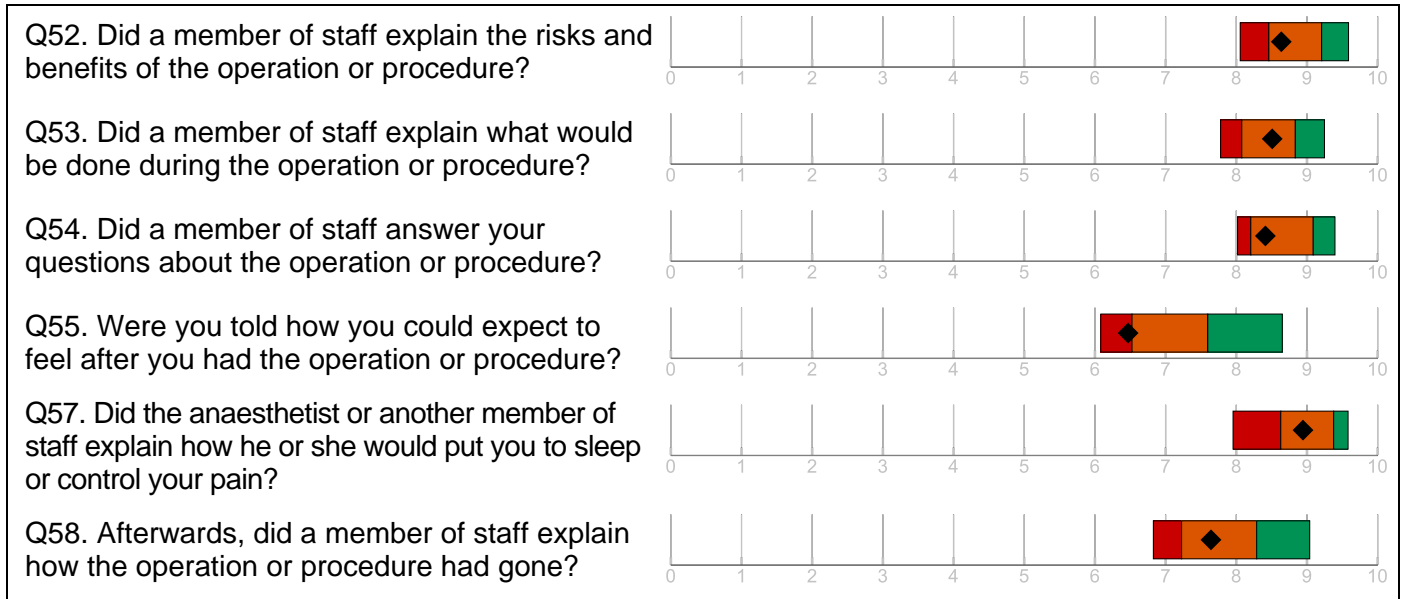 Q52. Did a member of staff explain the risks and
benefits of the operation or procedure?
0 1 2 3 4 5 6 7 8 9 10
Q53. Did a member of staff explain what would
be done during the operation or procedure?
0 1 2 3 4 5 6 7 8 9 10
Q54. Did a member of staff answer your
questions about the operation or procedure?
0 1 2 3 4 5 6 7 8 9 10
Q55. Were you told how you could expect to
feel after you had the operation or procedure?
0 1 2 3 4 5 6 7 8 9 10
Q57. Did the anaesthetist or another member of
staff explain how he or she would put you to sleep
or control your pain?
0 1 2 3 4 5 6 7 8 9 10
Q58. Afterwards, did a member of staff explain
how the operation or procedure had gone?
0 1 2 3 4 5 6 7 8 9 10